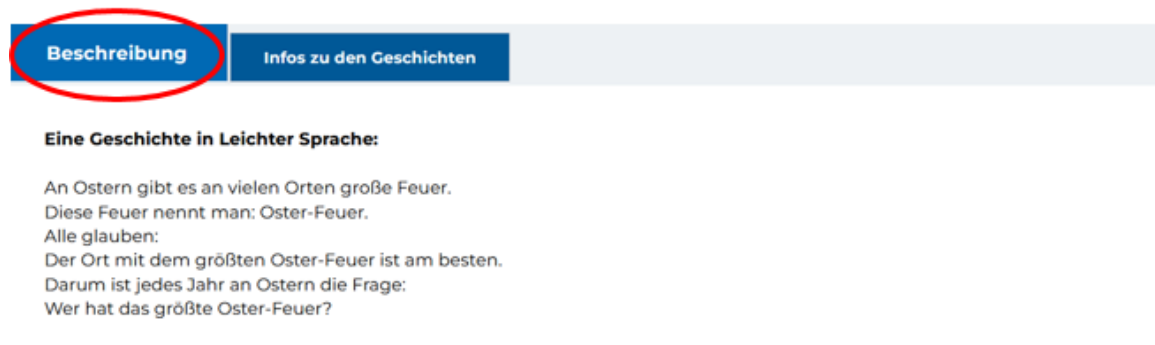 Beschreibung
Infos zu den Geschichten
Eine Geschichte in Leichter Sprache:
An Ostern gibt es an vielen Orten große Feuer.
Diese Feuer nennt man: Oster-Feuer.
Alle glauben:
Der Ort mit dem größten Oster-Feuer ist am besten.
Darum ist jedes Jahr an Ostern die Frage:
Wer hat das größte Oster-Feuer?